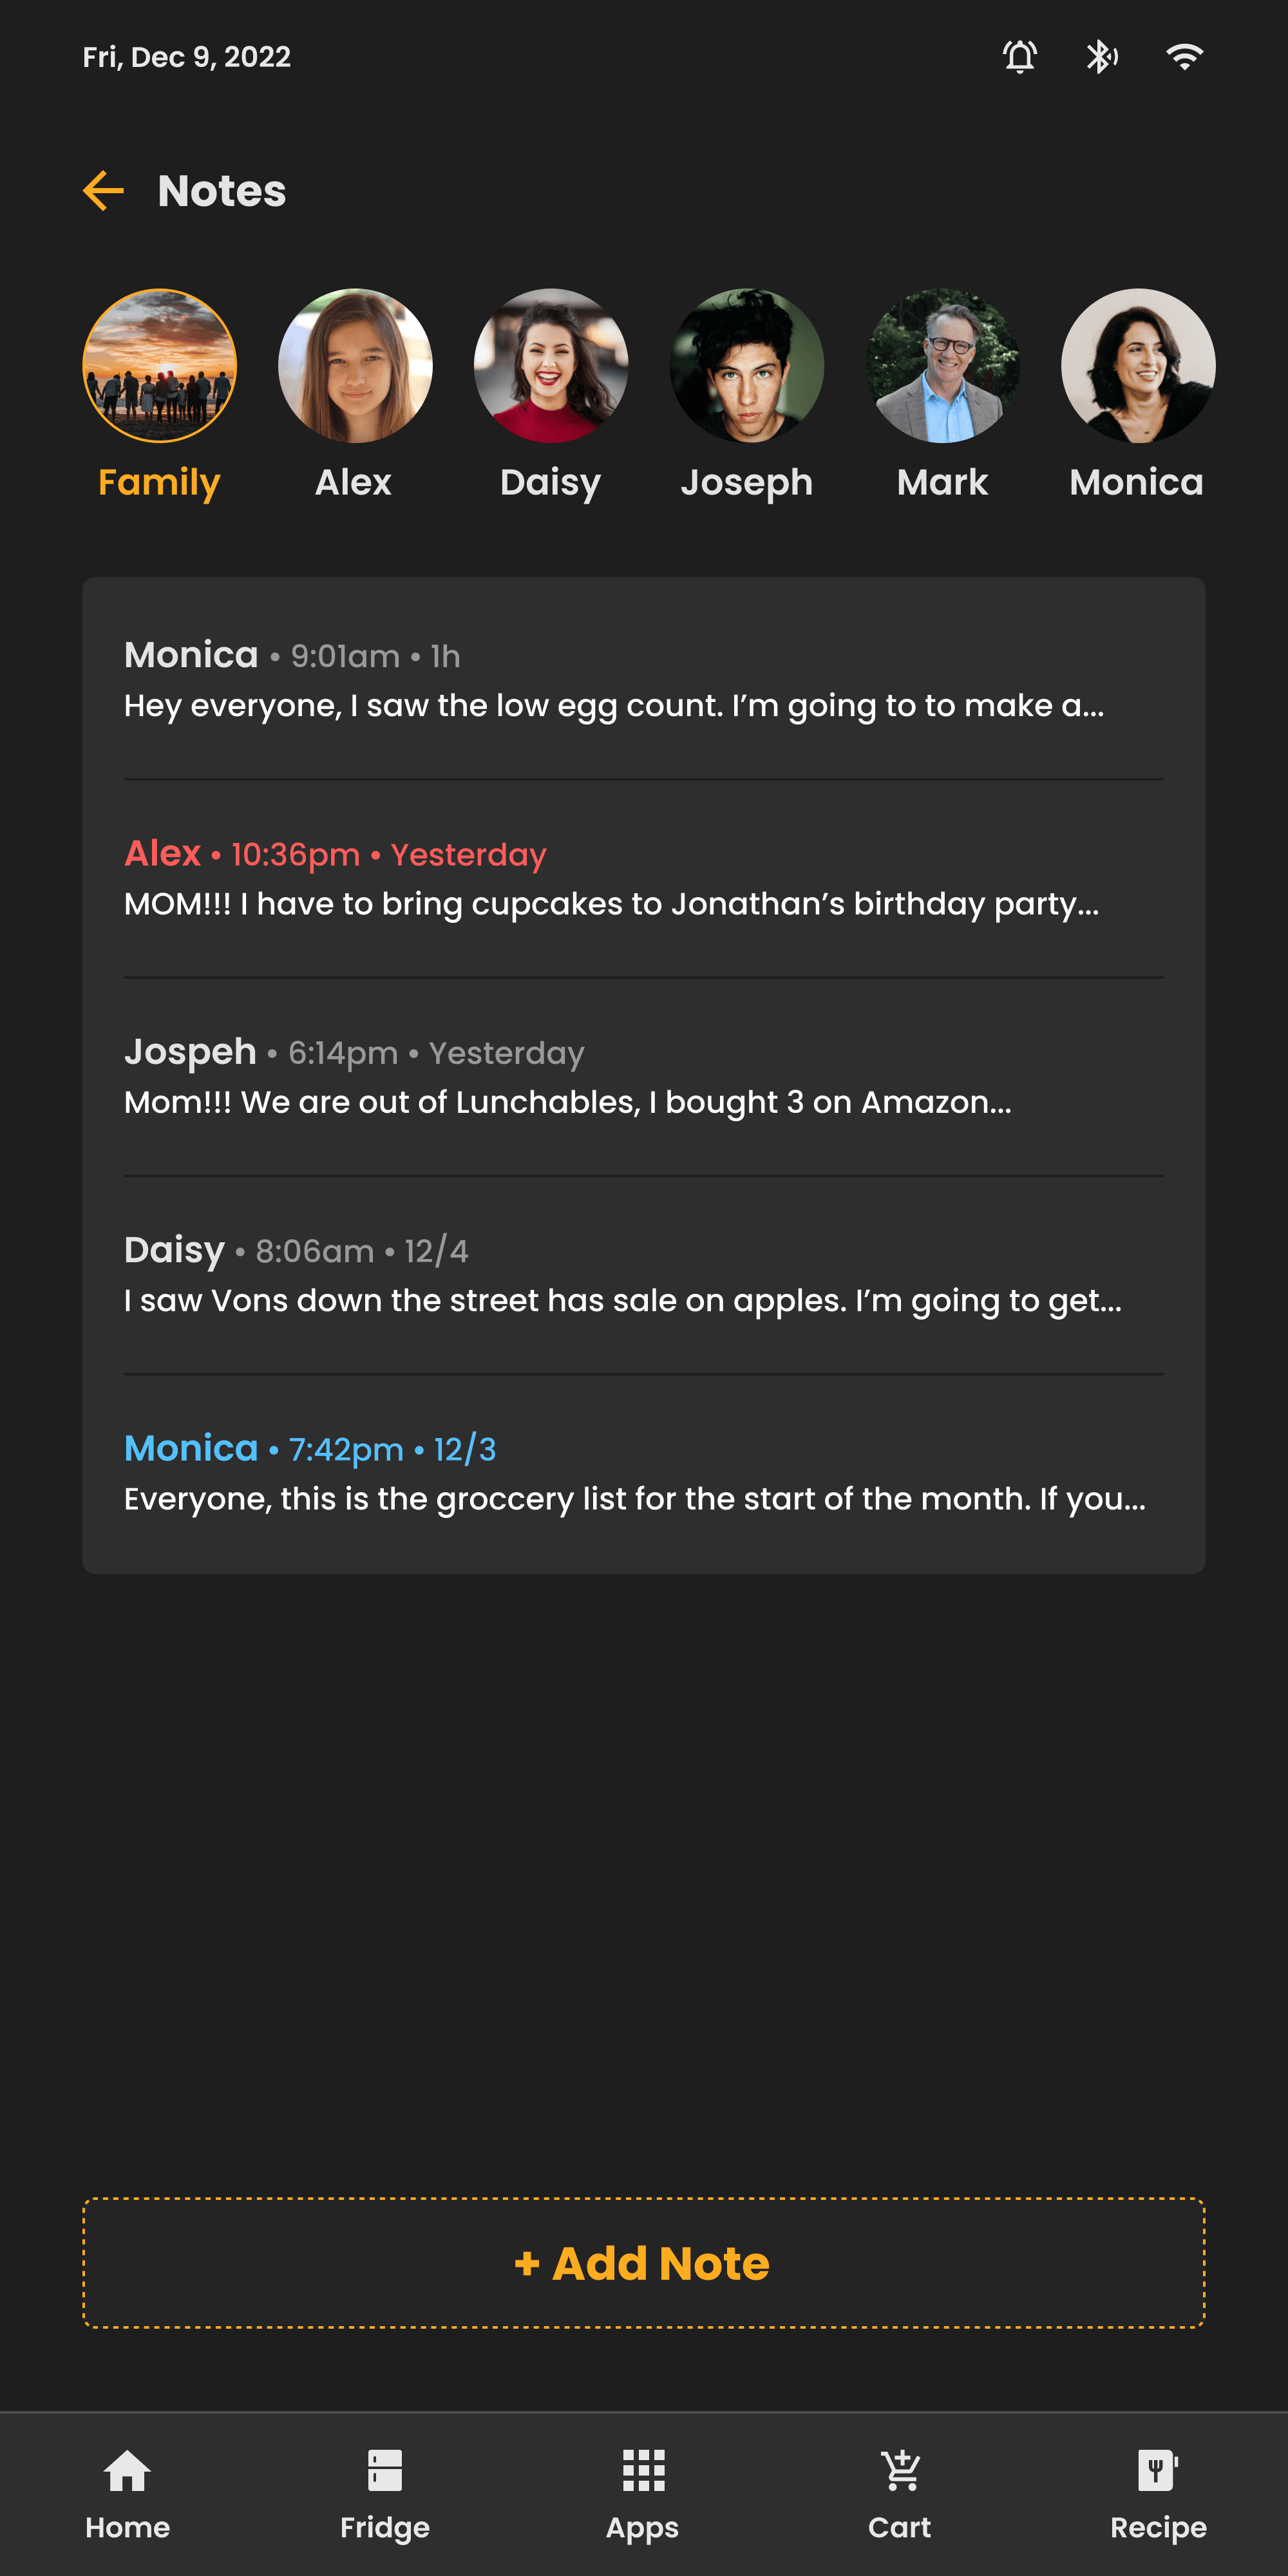 Fri, Dec 9, 2022
Notes
Family Alex Daisy Joseph Mark Monica
Monica • 9:01am • 1h
Hey everyone, I saw the low egg count. I’m going to to make a...
Alex • 10:36pm • Yesterday
MOM!!! I have to bring cupcakes to Jonathan’s birthday party...
Jospeh • 6:14pm • Yesterday
Mom!!! We are out of Lunchables, I bought 3 on Amazon...
Daisy • 8:06am • 12/4
I saw Vons down the street has sale on apples. I’m going to get...
Monica • 7:42pm • 12/3
Everyone, this is the groccery list for the start of the month. If you...
+ Add Note
Home Fridge Apps Cart Recipe